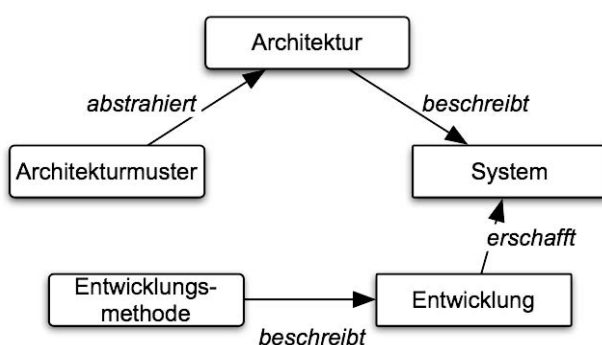 Architektur
abstrahiert
beschreibt
Architekturmuster
System
erschafft
Entwicklungs-
methode
Entwicklung
beschreibt